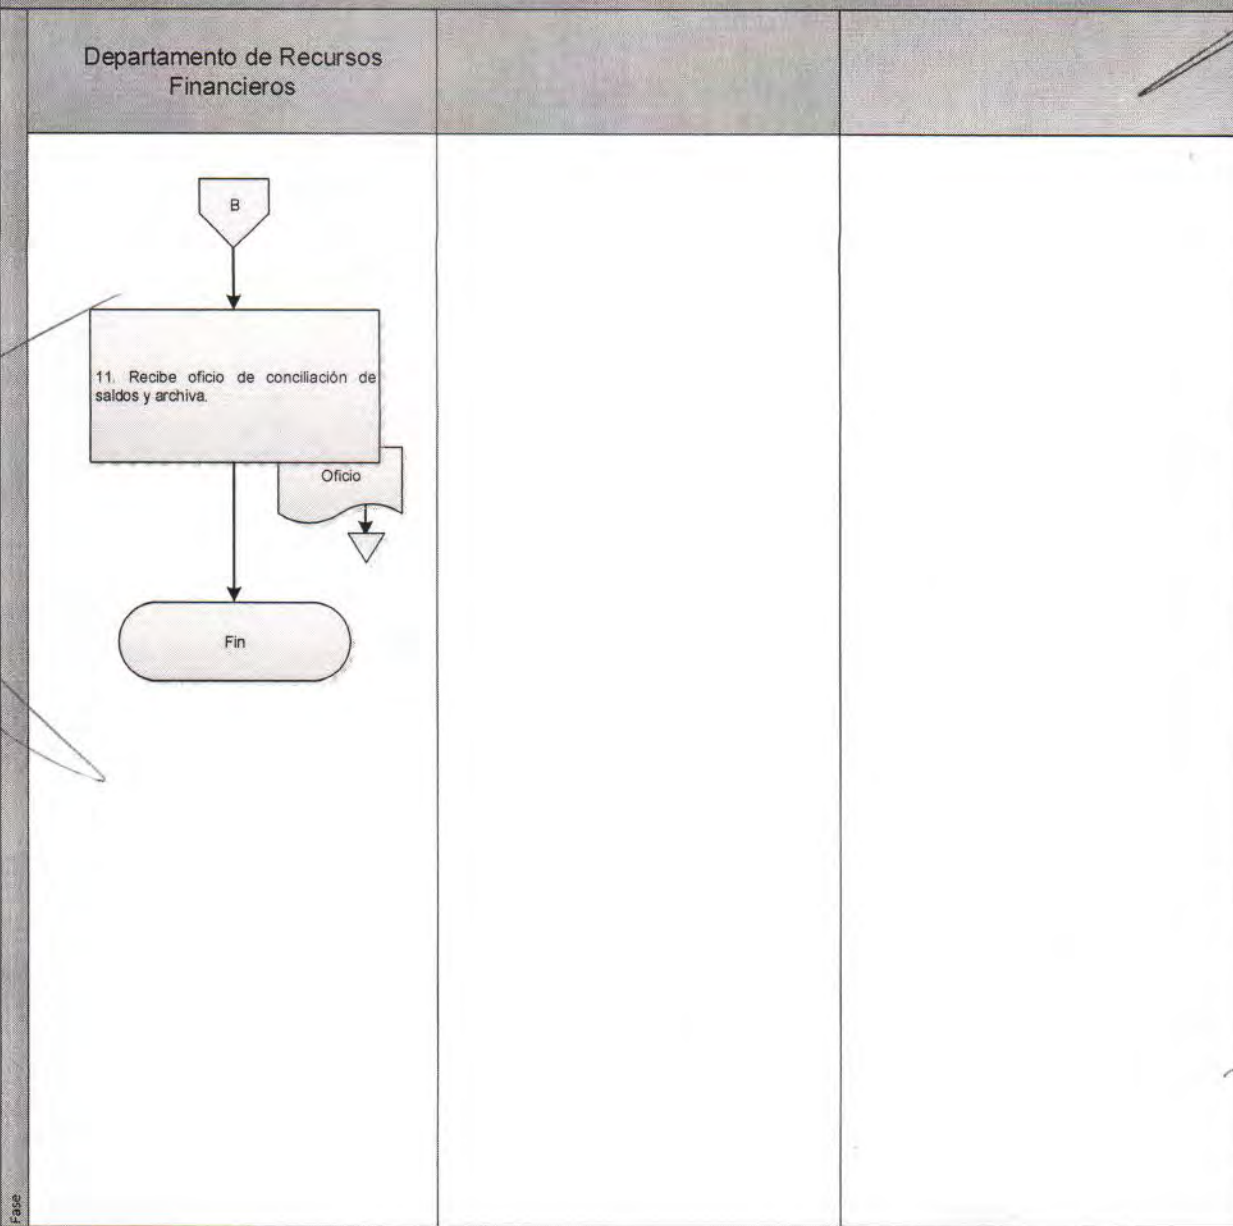 Departamento de Recursos
Financieros
B
11. Recibe oficio de conciliación de
saldos y archiva.
Oficio
Fin
Fase